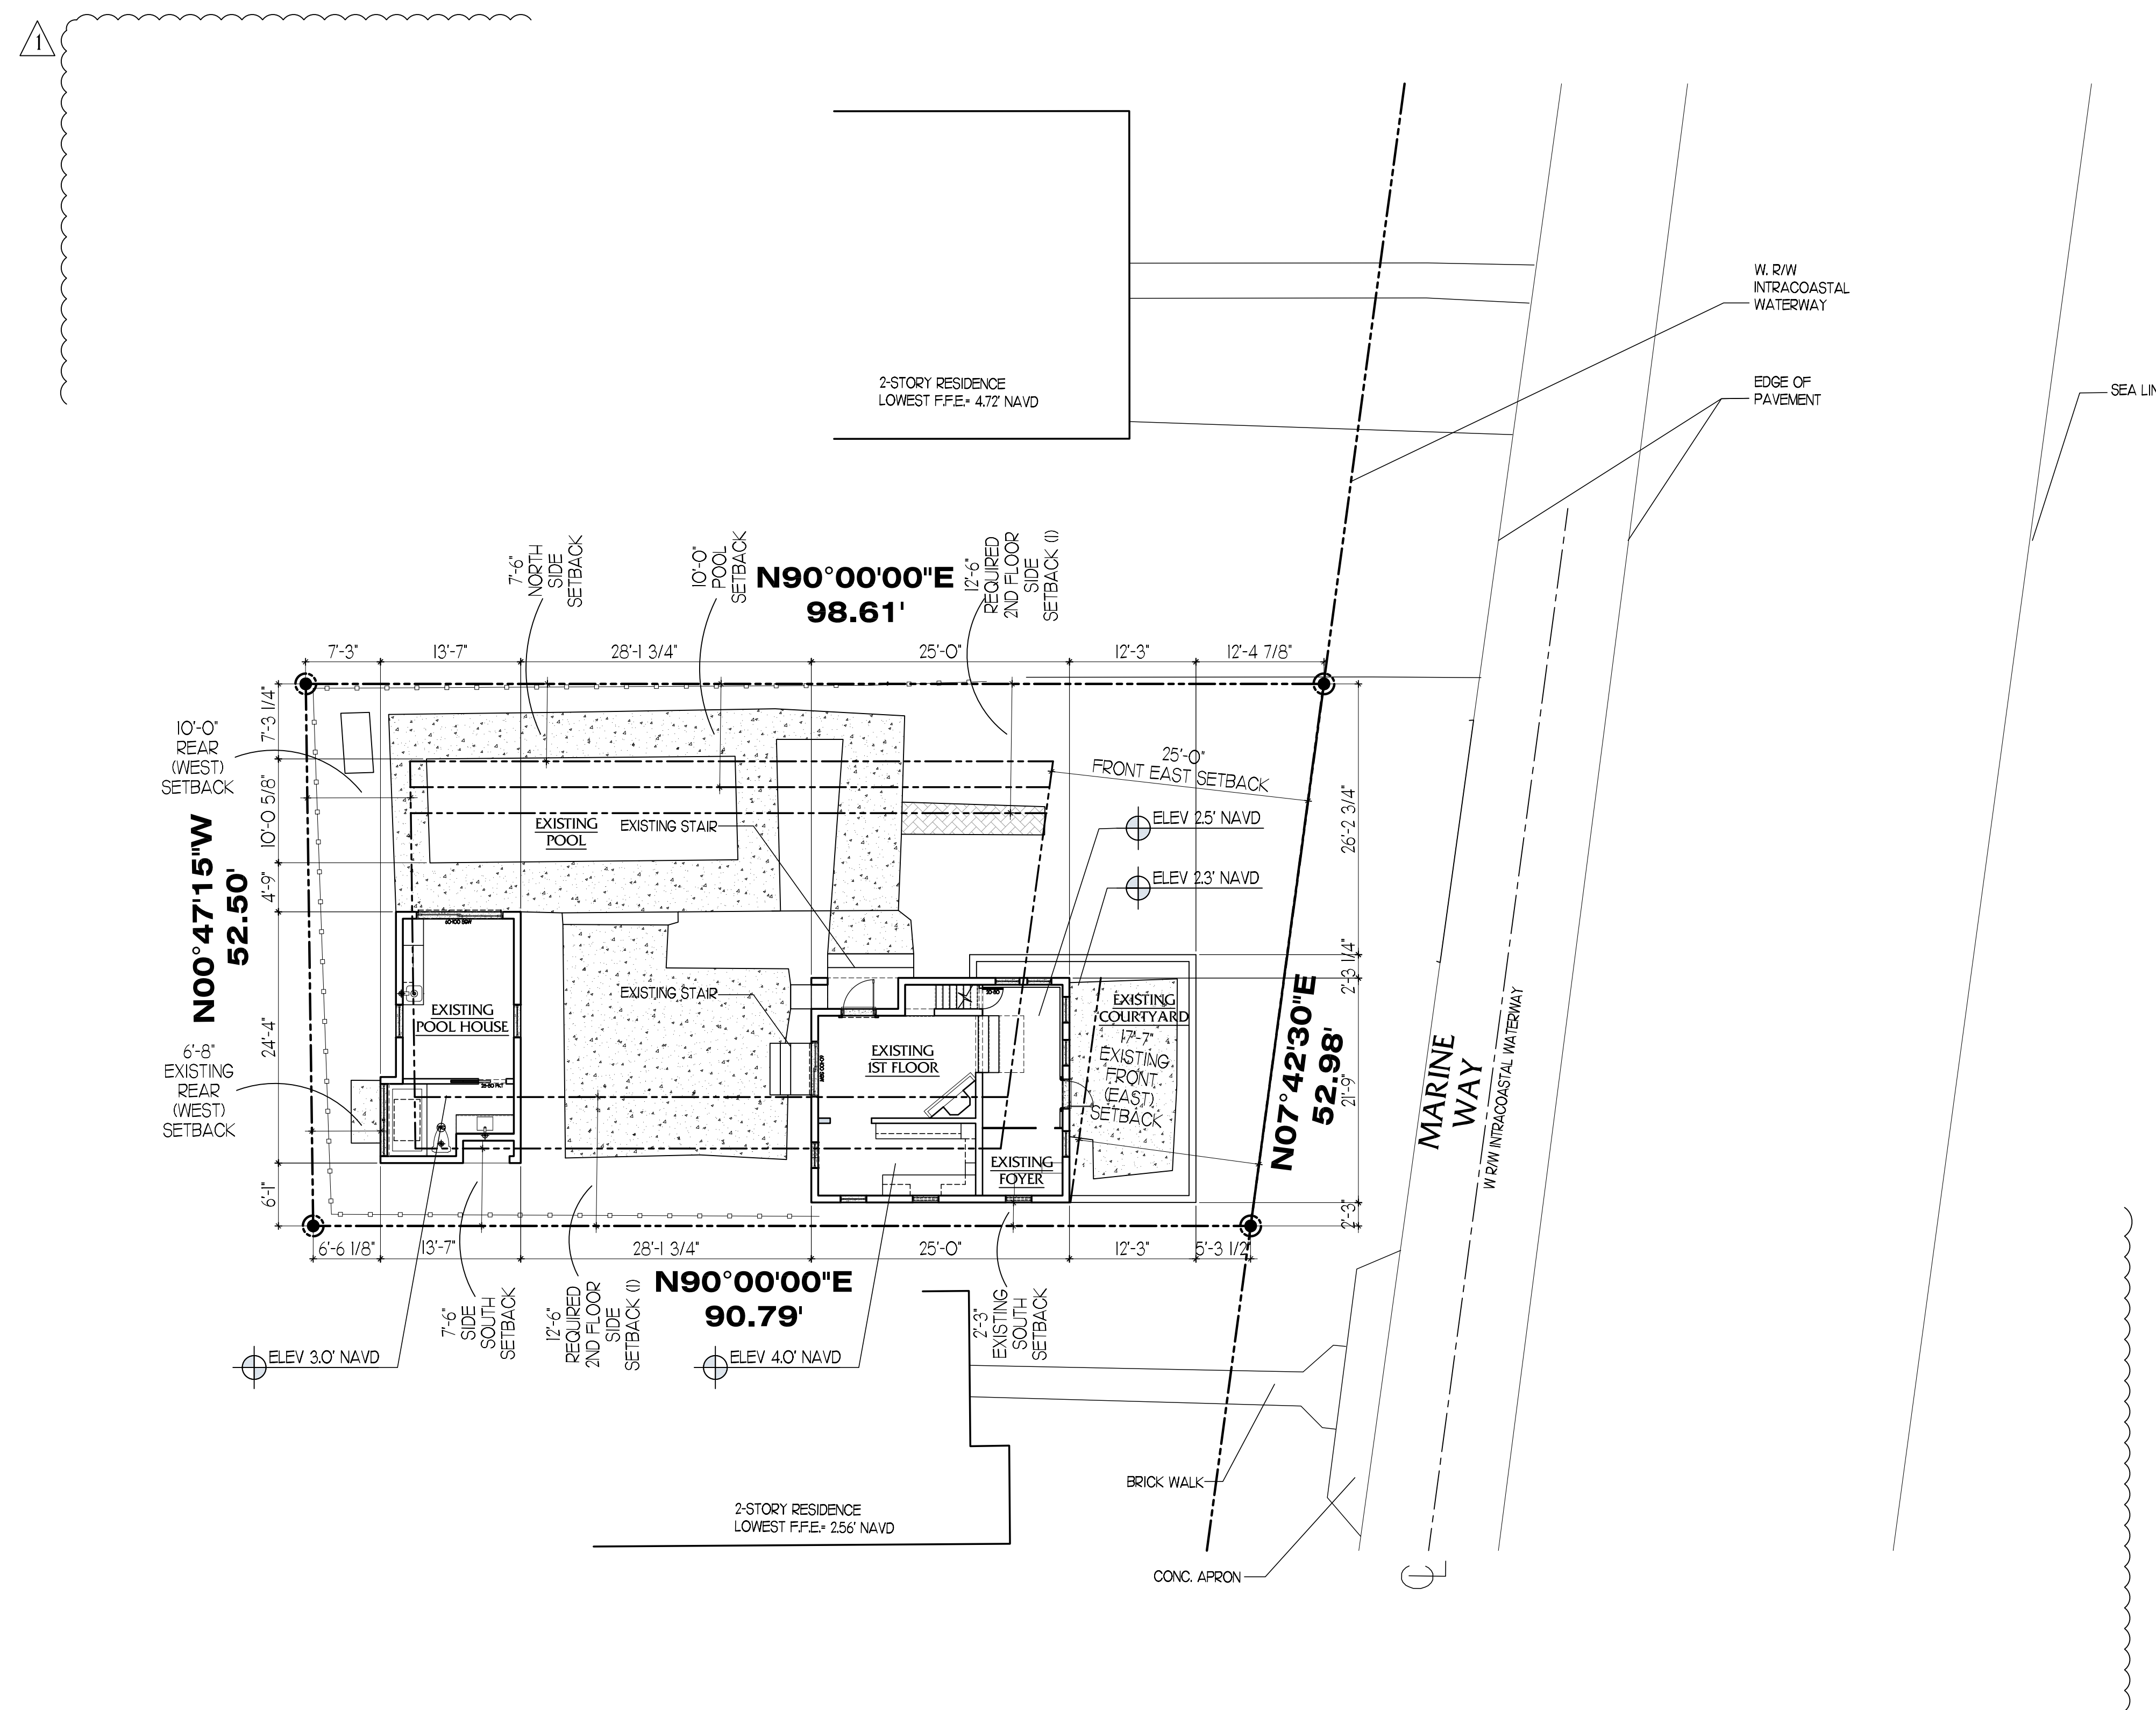 1
2-STORY RESIDENCE
LOWEST F.F.E.= 4.72' NAVD
W. R/W
INTRACOASTAL
WATERWAY
EDGE OF
PAVEMENT
SEA LIN
7'-6"
NORTH
SIDE
SETBACK
10'-0"
POOL
SETBACK
N90°00'00"E
98.61'
12'-6"
REQUIRED
2ND FLOOR
SIDE
SETBACK (1)
7'-3"
13'-7"
28'-1 3/4"
25'-0"
12'-3"
12'-4 7/8"
10'-0"
REAR
(WEST)
SETBACK
7'-3 1/4"
10'-0 5/8"
4'-9"
24'-4"
6'-1"
N00°47'15"W
52.50'
6'-8"
EXISTING
REAR
(WEST)
SETBACK
EXISTING
POOL
EXISTING STAIR
25'-0"
FRONT EAST SETBACK
ELEV 2.5' NAVD
ELEV 2.3' NAVD
26'-2 3/4"
2'-3 1/4"
21'-9"
2'-3"
EXISTING
POOL HOUSE
EXISTING STAIR
EXISTING
1ST FLOOR
EXISTING
COURTYARD
17'-7"
EXISTING
FRONT
(EAST)
SETBACK
EXISTING
FOYER
N07°42'30"E
52.98'
MARINE
WAY
W R/W INTRACOASTAL WATERWAY
6'-6 1/8"
13'-7"
28'-1 3/4"
25'-0"
12'-3"
5'-3 1/2"
N90°00'00"E
90.79'
7'-6"
SIDE
SOUTH
SETBACK
12'-6"
REQUIRED
2ND FLOOR
SIDE
SETBACK (1)
2'-3"
EXISTING
SOUTH
SETBACK
ELEV 3.0' NAVD
ELEV 4.0' NAVD
BRICK WALK
2-STORY RESIDENCE
LOWEST F.F.E.= 2.56' NAVD
CONC. APRON